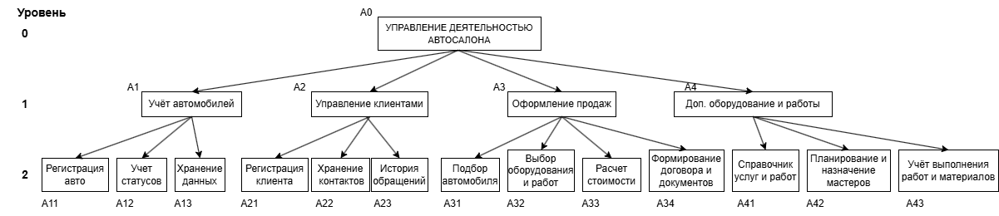 Уровень
0
A0
УПРАВЛЕНИЕ ДЕЯТЕЛЬНОСТЬЮ
АВТОСАЛОНА
1
A1
Учёт автомобилей
A2
Управление клиентами
A3
Оформление продаж
A4
Доп. оборудование и работы
2
Регистрация
авто
A11
Учет
статусов
A12
Хранение
данных
A13
Регистрация
клиента
A21
Хранение
контактов
A22
История
обращений
A23
Подбор
автомобиля
A31
Выбор
оборудования
и работ
A32
Расчет
стоимости
A33
Формирование
договора и
документов
A34
Справочник
услуг и работ
A41
Планирование и
назначение
мастеров
A42
Учёт выполнения
работ и материалов
A43